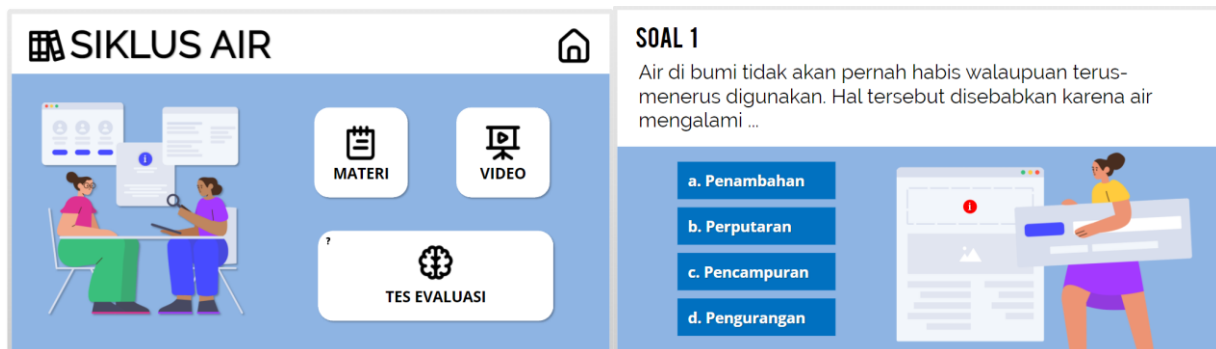 SIKLUS AIR
MATERI
VIDEO
?
TES EVALUASI
SOAL 1
Air di bumi tidak akan pernah habis walaupuan terus-
menerus digunakan. Hal tersebut disebabkan karena air
mengalami ...
a. Penambahan
b. Perputaran
c. Pencampuran
d. Pengurangan